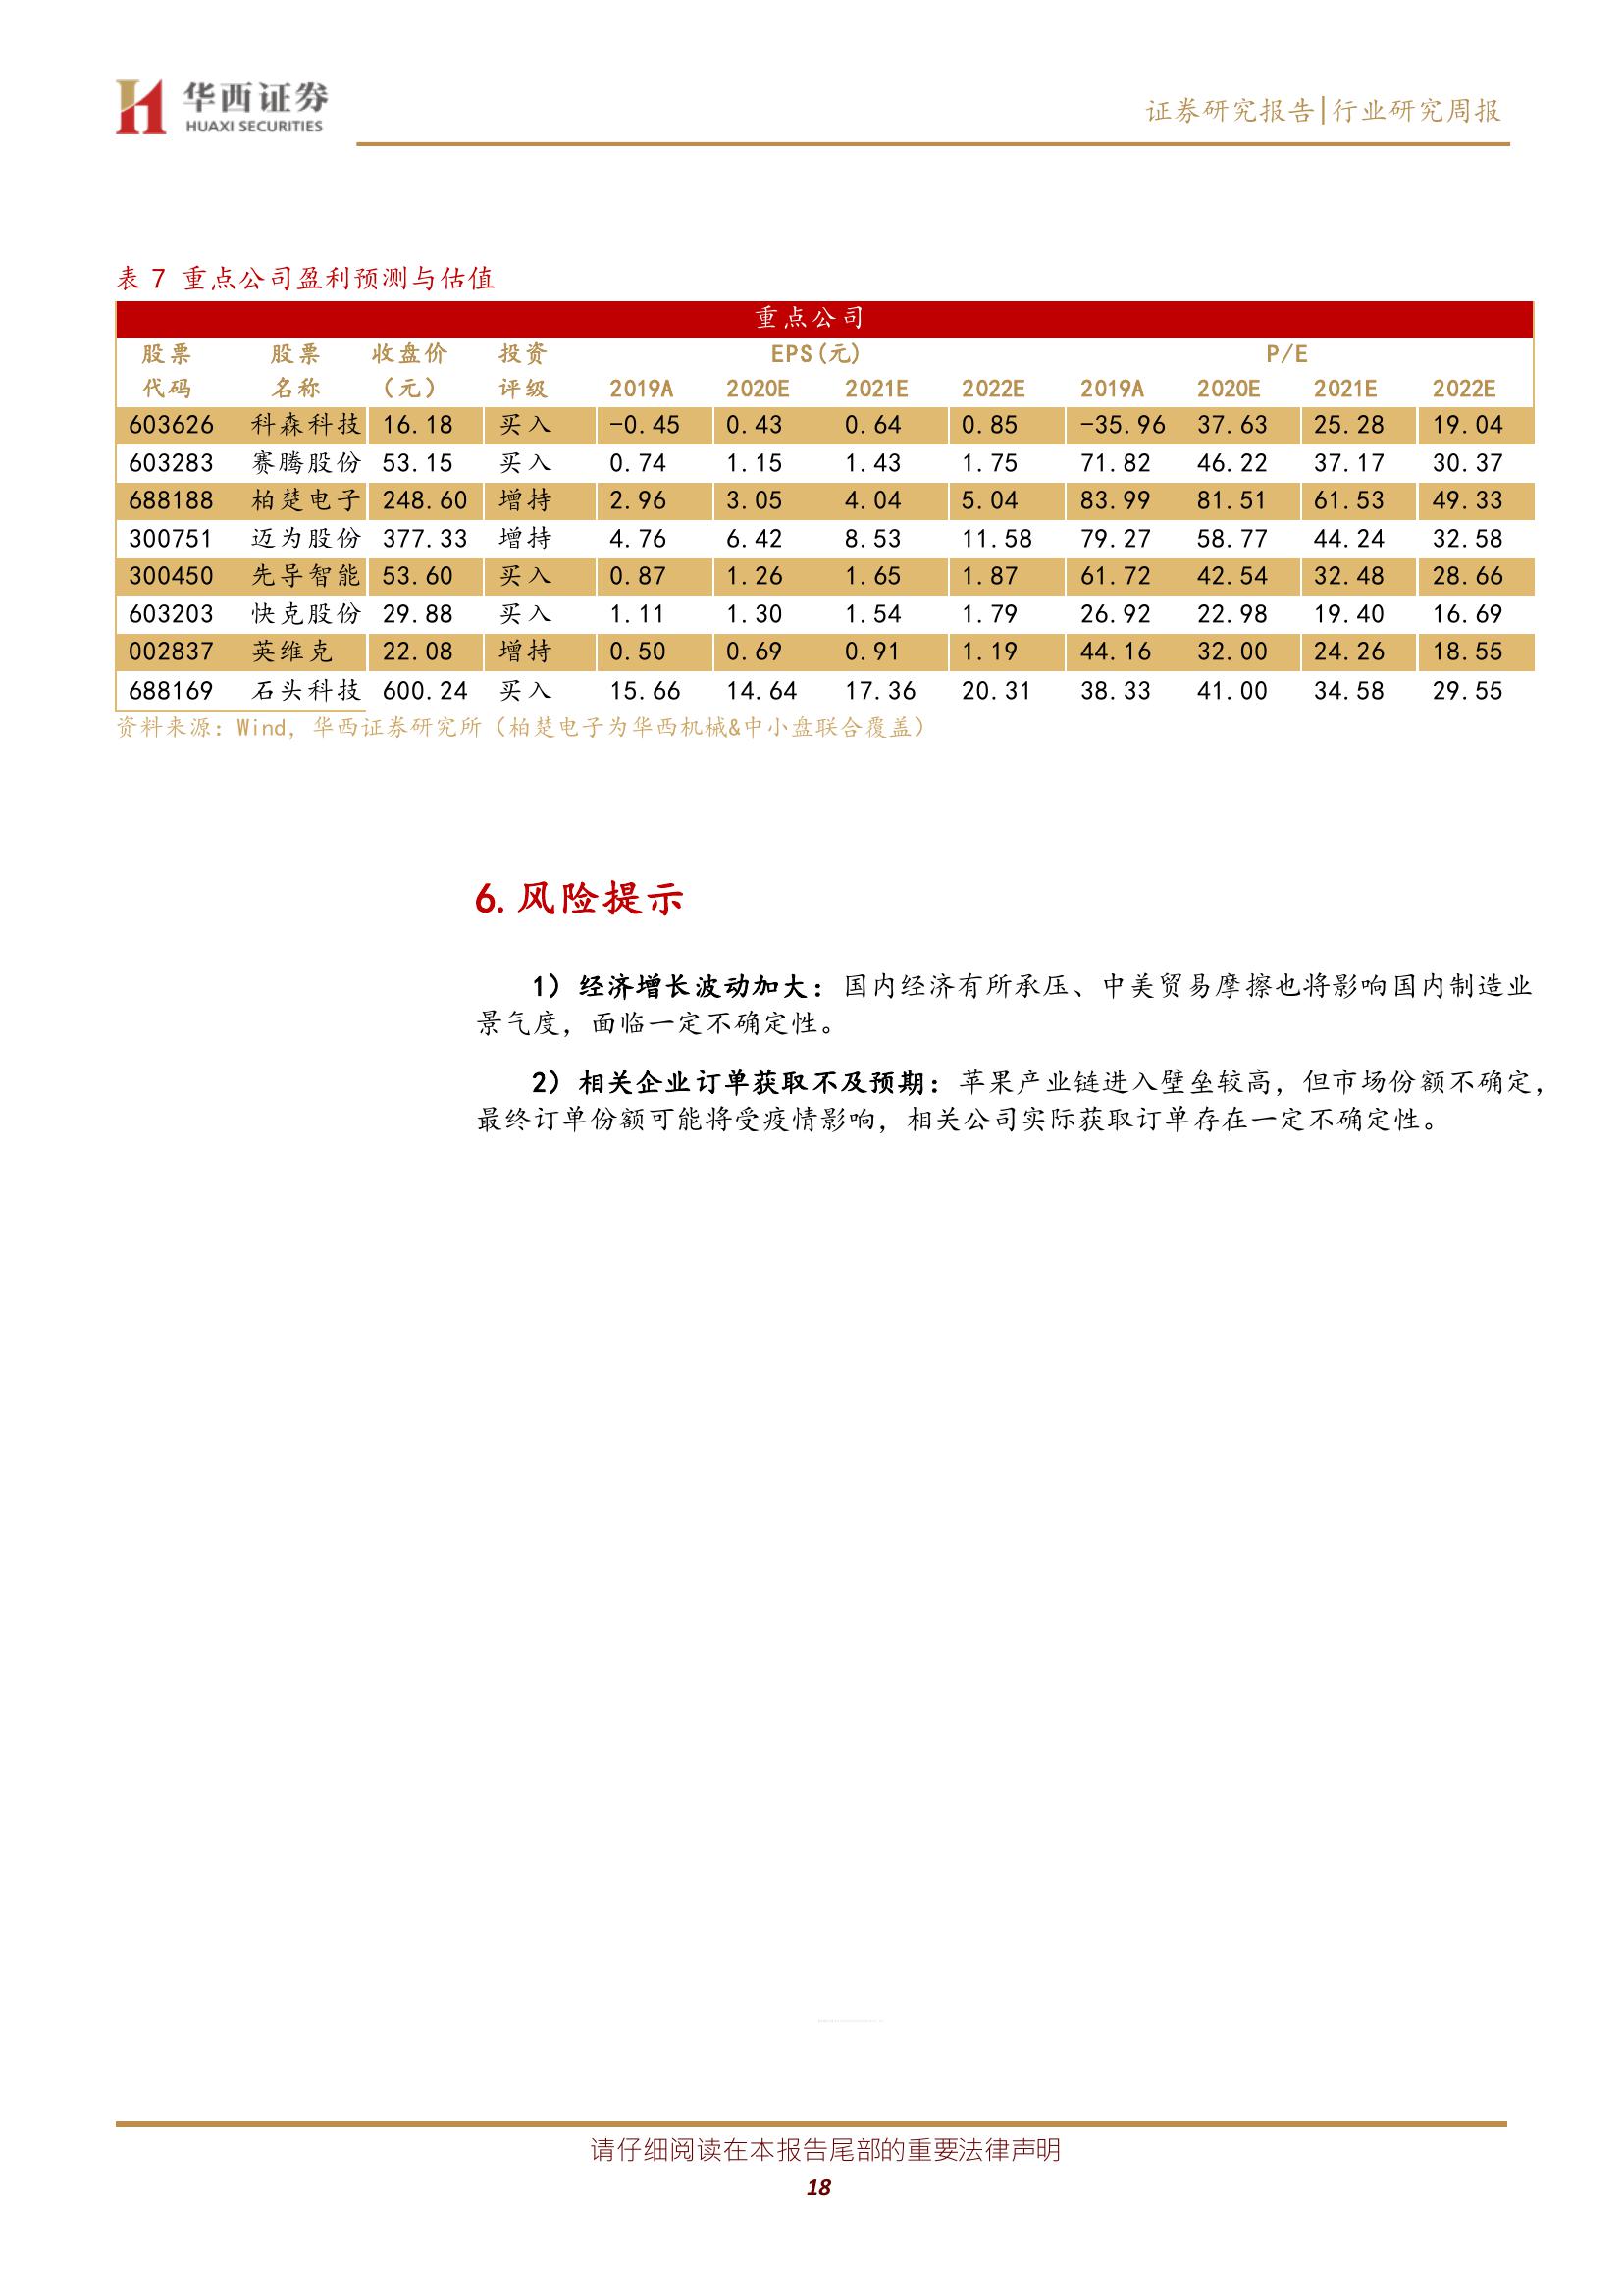 华西证券
HUAXI SECURITIES
证券研究报告|行业研究周报
表 7 重点公司盈利预测与估值
重点公司
股票 股票 收盘价 投资 EPS(元) P/E
代码 名称 （元） 评级 2019A 2020E 2021E 2022E 2019A 2020E 2021E 2022E
603626 科森科技 16.18 买入 -0.45 0.43 0.64 0.85 -35.96 37.63 25.28 19.04
603283 赛腾股份 53.15 买入 0.74 1.15 1.43 1.75 71.82 46.22 37.17 30.37
688188 柏楚电子 248.60 增持 2.96 3.05 4.04 5.04 83.99 81.51 61.53 49.33
300751 迈为股份 377.33 增持 4.76 6.42 8.53 11.58 79.27 58.77 44.24 32.58
300450 先导智能 53.60 买入 0.87 1.26 1.65 1.87 61.72 42.54 32.48 28.66
603203 快克股份 29.88 买入 1.11 1.30 1.54 1.79 26.92 22.98 19.40 16.69
002837 英维克 22.08 增持 0.50 0.69 0.91 1.19 44.16 32.00 24.26 18.55
688169 石头科技 600.24 买入 15.66 14.64 17.36 20.31 38.33 41.00 34.58 29.55
资料来源：Wind，华西证券研究所（柏楚电子为华西机械&中小盘联合覆盖）
6.风险提示
1）经济增长波动加大：国内经济有所承压、中美贸易摩擦也将影响国内制造业
景气度，面临一定不确定性。
2）相关企业订单获取不及预期：苹果产业链进入壁垒较高，但市场份额不确定，
最终订单份额可能将受疫情影响，相关公司实际获取订单存在一定不确定性。
请仔细阅读在本报告尾部的重要法律声明
18